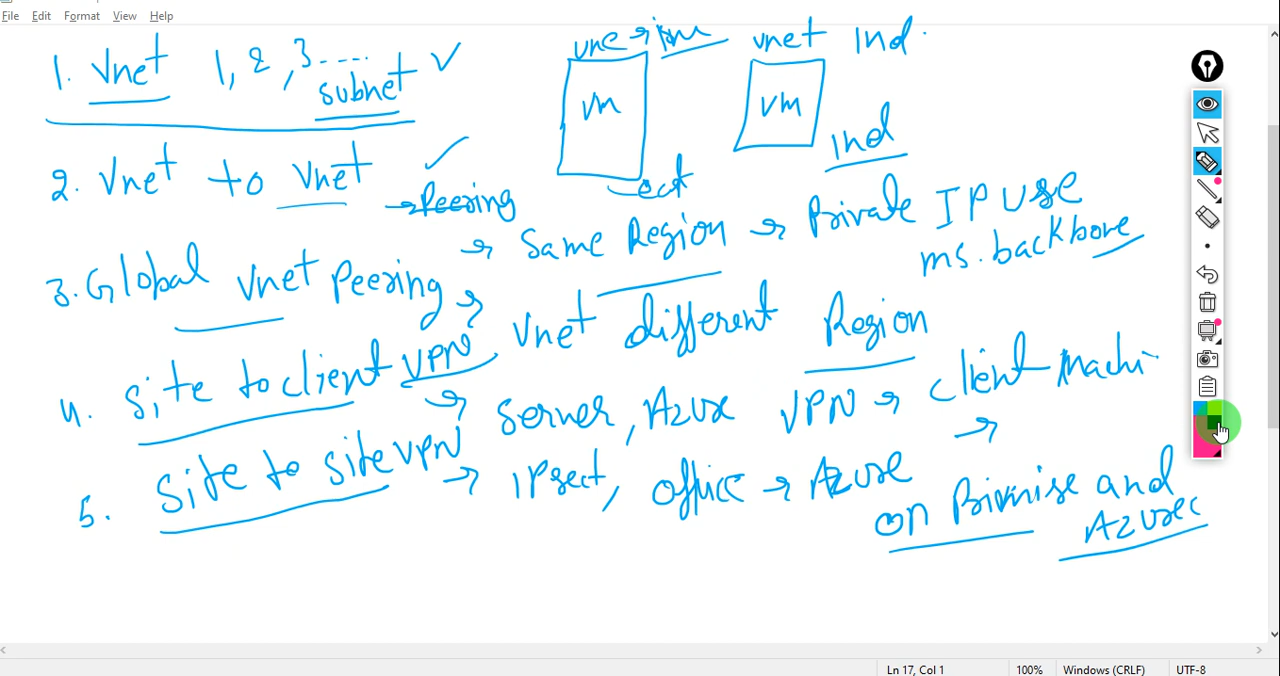 File Edit Format View Help
1. Vnet 1, 2, 3.....
subnet
vnet Ind.
vm vm
Ind
2. Vnet to Vnet → Peering
→ Same Region → Private IP use
ms. backbone
3. Global Vnet Peering → Vnet different Region
4. Site to client VPN → Server, Azure VPN → client Machi
→
5. Site to site VPN → IPsect, office → Azure
on Primise and
Azure
Ln 17, Col 1 100% Windows (CRLF) UTF-8